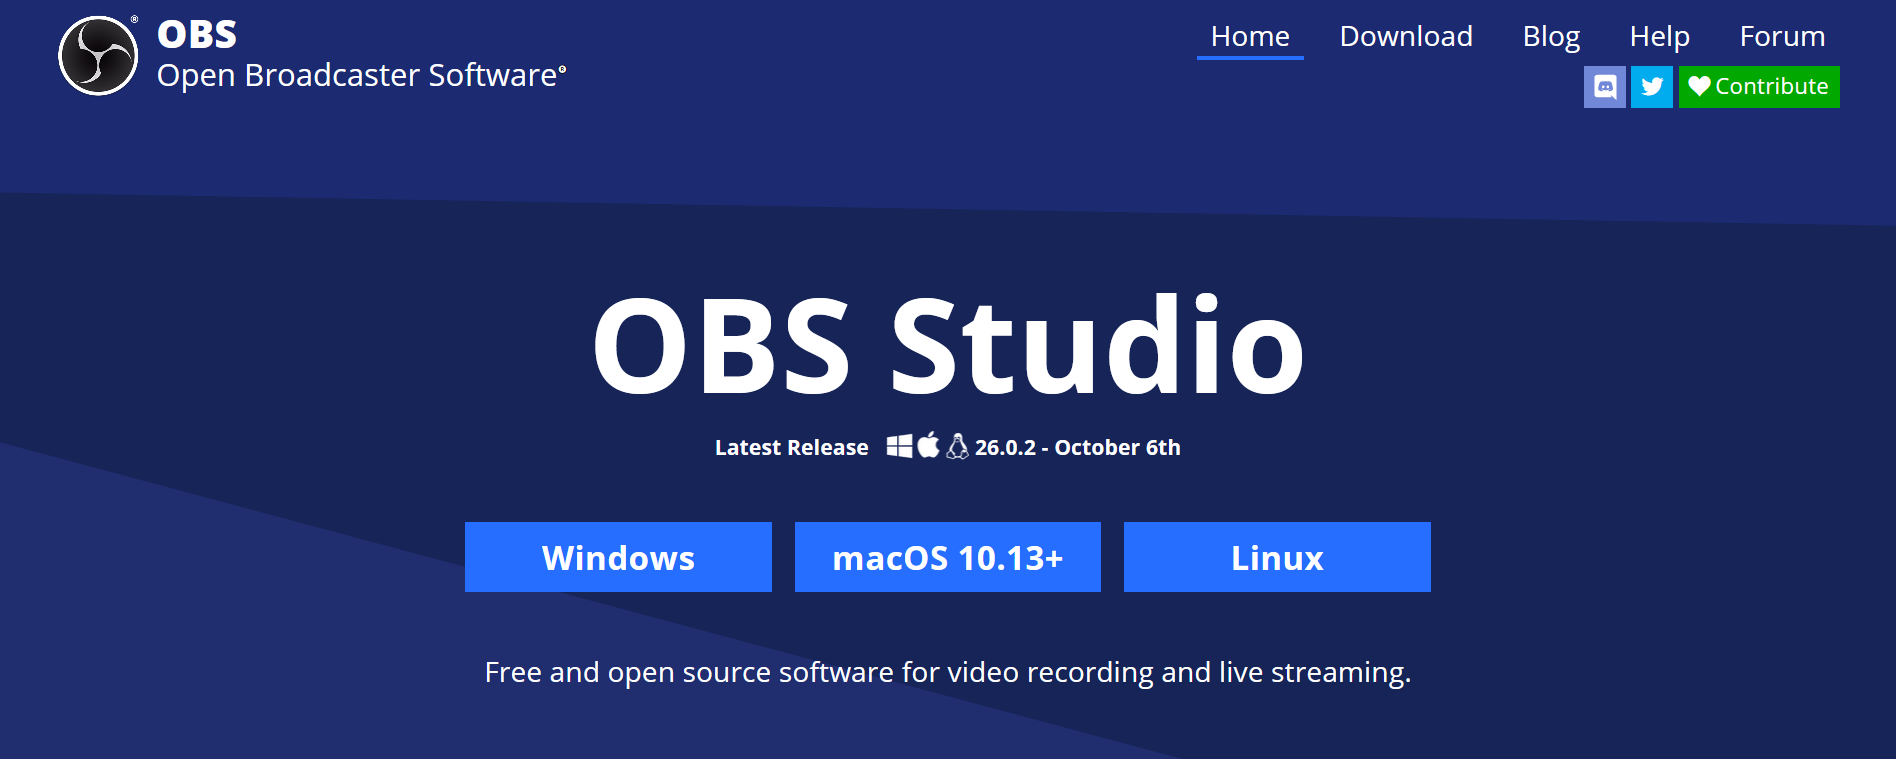 OBS
Open Broadcaster Software®
Home Download Blog Help Forum
Contribute
OBS Studio
Latest Release 26.0.2 - October 6th
Windows macOS 10.13+ Linux
Free and open source software for video recording and live streaming.